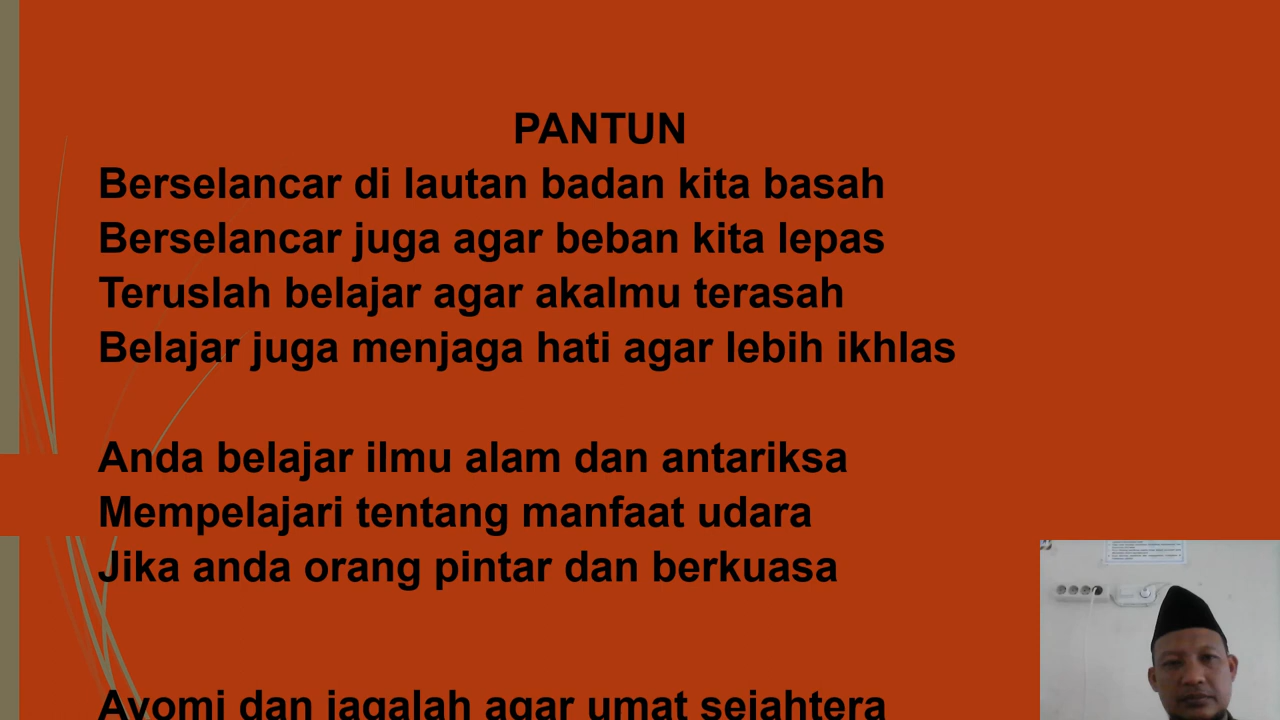 PANTUN
Berselancar di lautan badan kita basah
Berselancar juga agar beban kita lepas
Teruslah belajar agar akalmu terasah
Belajar juga menjaga hati agar lebih ikhlas
Anda belajar ilmu alam dan antariksa
Mempelajari tentang manfaat udara
Jika anda orang pintar dan berkuasa
Ayomi dan jagalah agar umat sejahtera